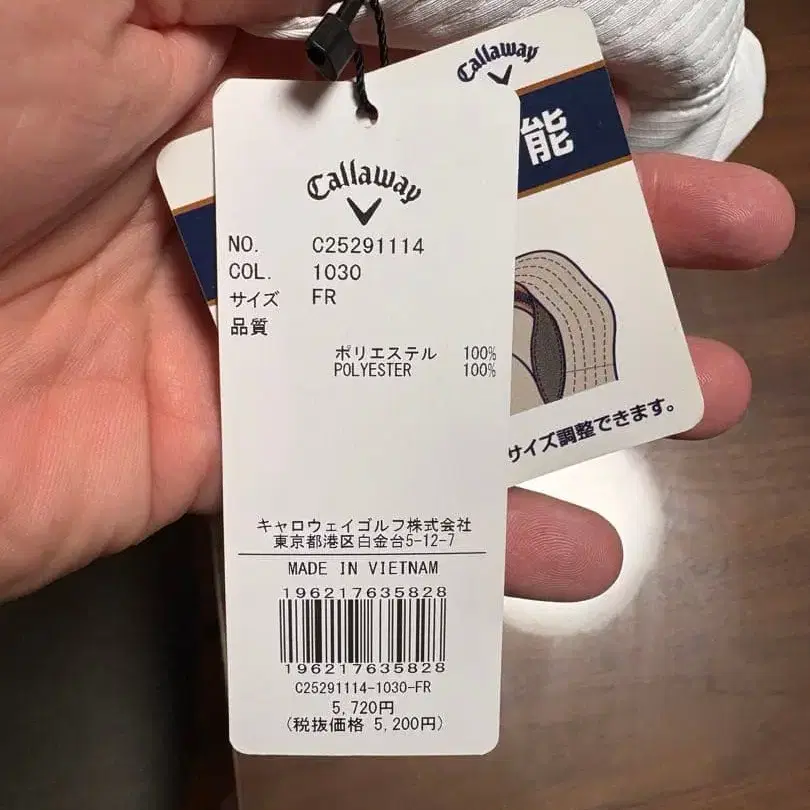 Callaway
能
サイズ調整できます。
Callaway
NO. C25291114
COL. 1030
サイズ FR
品質
ポリエステル 100%
POLYESTER 100%
キャロウェイゴルフ株式会社
東京都港区白金台5-12-7
MADE IN VIETNAM
196217635828
196217635828
C25291114-1030-FR
5,720円
(税抜価格 5,200円)